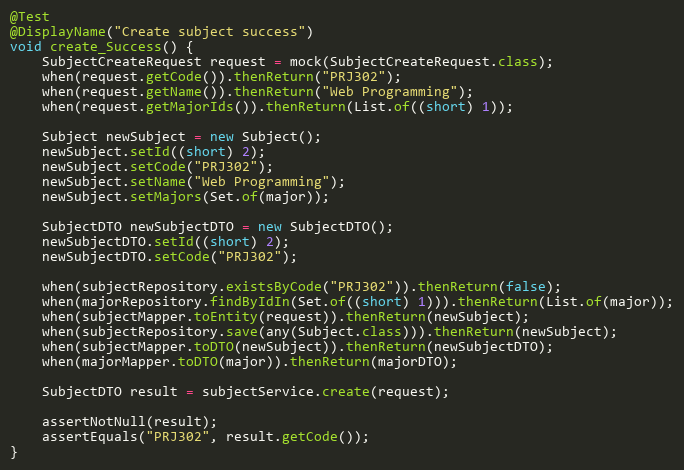 @Test
@DisplayName("Create subject success")
void create_Success() {
    SubjectCreateRequest request = mock(SubjectCreateRequest.class);
    when(request.getCode()).thenReturn("PRJ302");
    when(request.getName()).thenReturn("Web Programming");
    when(request.getMajorIds()).thenReturn(List.of((short) 1));

    Subject newSubject = new Subject();
    newSubject.setId((short) 2);
    newSubject.setCode("PRJ302");
    newSubject.setName("Web Programming");
    newSubject.setMajors(Set.of(major));

    SubjectDTO newSubjectDTO = new SubjectDTO();
    newSubjectDTO.setId((short) 2);
    newSubjectDTO.setCode("PRJ302");

    when(subjectRepository.existsByCode("PRJ302")).thenReturn(false);
    when(majorRepository.findByIdIn(Set.of((short) 1))).thenReturn(List.of(major));
    when(subjectMapper.toEntity(request)).thenReturn(newSubject);
    when(subjectRepository.save(any(Subject.class))).thenReturn(newSubject);
    when(subjectMapper.toDTO(newSubject)).thenReturn(newSubjectDTO);
    when(majorMapper.toDTO(major)).thenReturn(majorDTO);

    SubjectDTO result = subjectService.create(request);

    assertNotNull(result);
    assertEquals("PRJ302", result.getCode());
}